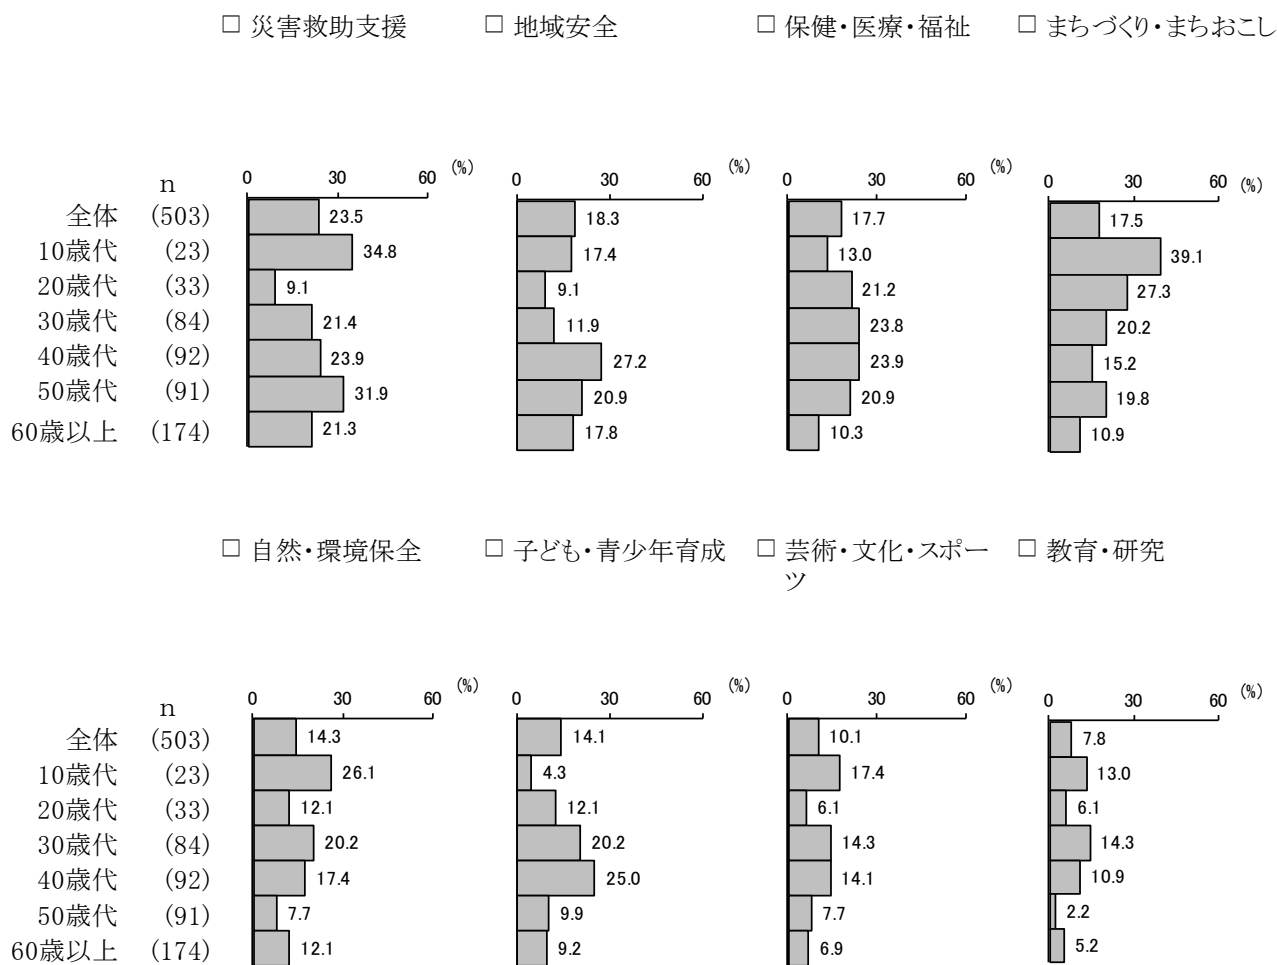 □ 災害救助支援 □ 地域安全 □ 保健・医療・福祉 □ まちづくり・まちおこし
n 0 30 60 (%) 0 30 60 (%) 0 30 60 (%) 0 30 60 (%)
全体 (503) 23.5 18.3 17.7 17.5
10歳代 (23) 34.8 17.4 13.0 39.1
20歳代 (33) 9.1 9.1 21.2 27.3
30歳代 (84) 21.4 11.9 23.8 20.2
40歳代 (92) 23.9 27.2 23.9 15.2
50歳代 (91) 31.9 20.9 20.9 19.8
60歳以上 (174) 21.3 17.8 10.3 10.9
□ 自然・環境保全 □ 子ども・青少年育成 □ 芸術・文化・スポー □ 教育・研究
ツ
n 0 30 60 (%) 0 30 60 (%) 0 30 60 (%) 0 30 60 (%)
全体 (503) 14.3 14.1 10.1 7.8
10歳代 (23) 26.1 4.3 17.4 13.0
20歳代 (33) 12.1 12.1 6.1 6.1
30歳代 (84) 20.2 20.2 14.3 14.3
40歳代 (92) 17.4 25.0 14.1 10.9
50歳代 (91) 7.7 9.9 7.7 2.2
60歳以上 (174) 12.1 9.2 6.9 5.2